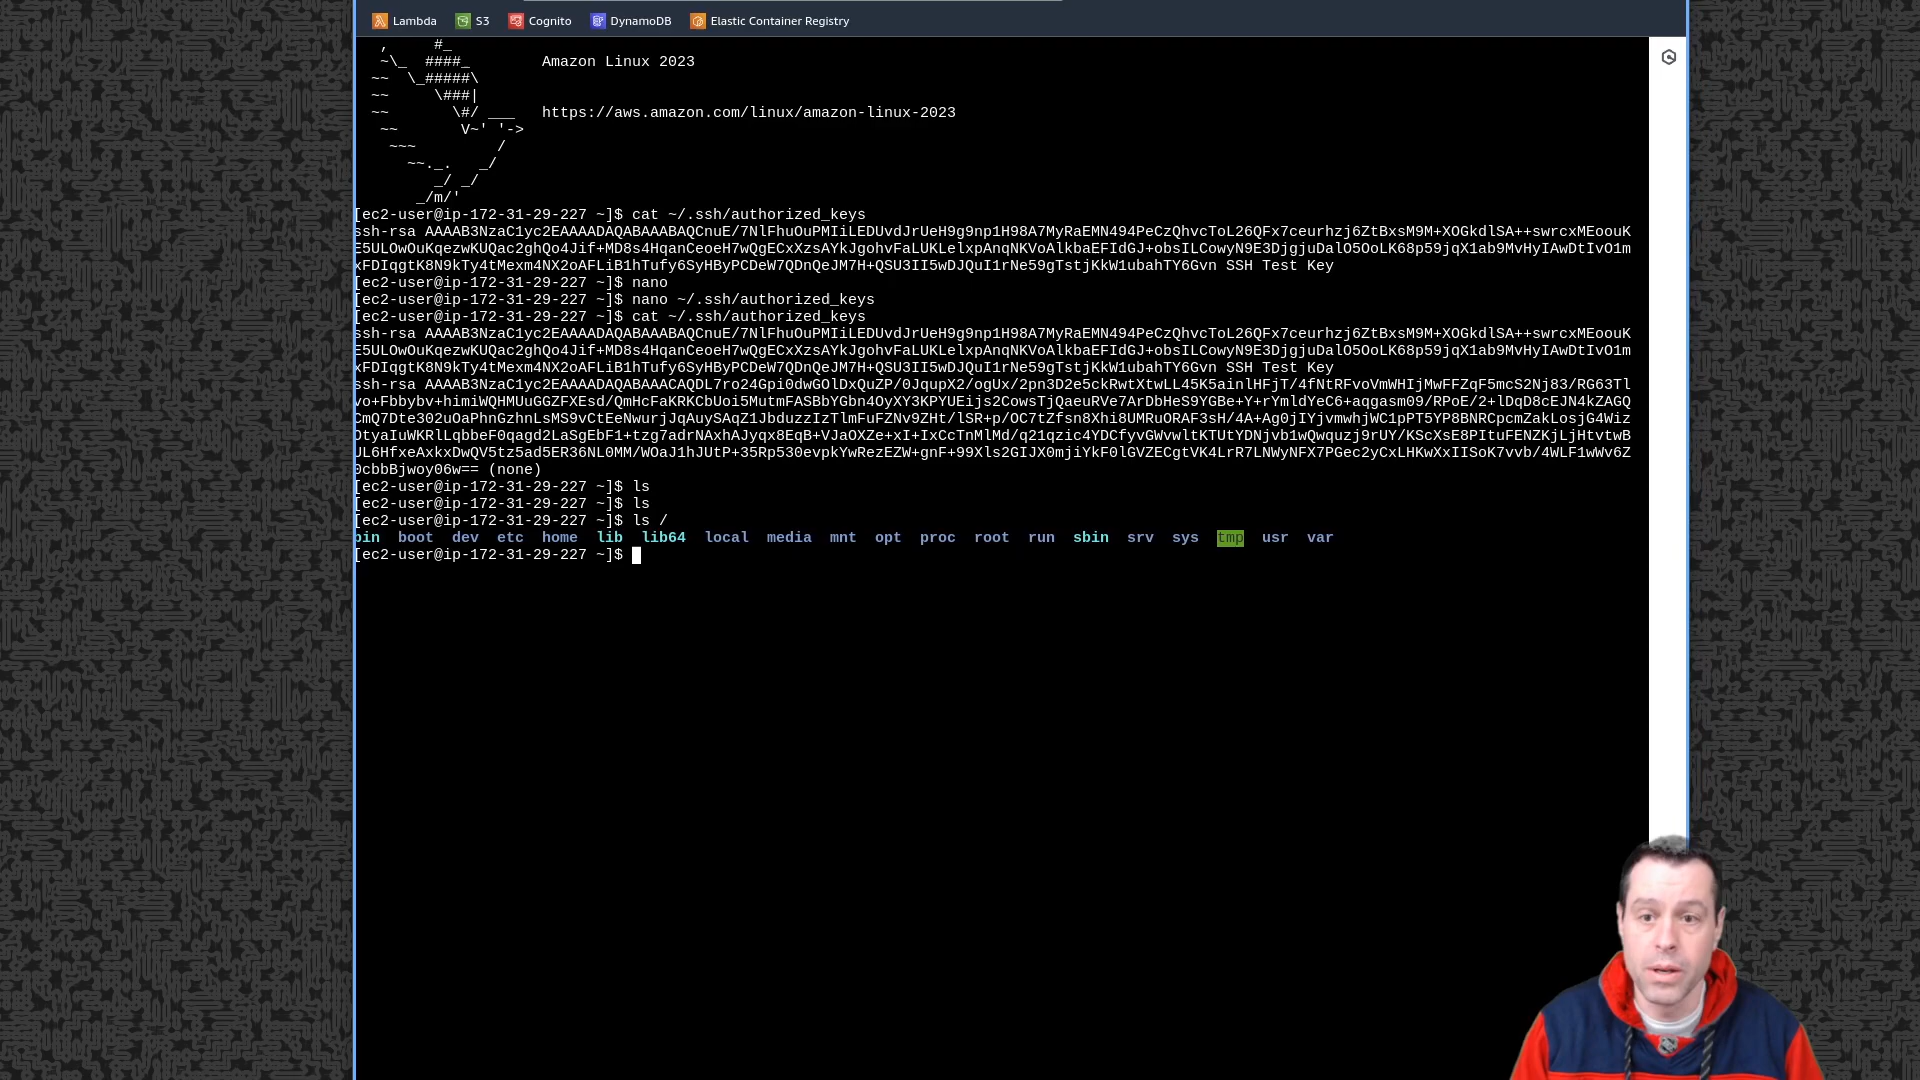 Lambda S3 Cognito DynamoDB Elastic Container Registry
, #_
~\_ ####_ Amazon Linux 2023
~~ \_#####\
~~ \###|
~~ \#/ ___ https://aws.amazon.com/linux/amazon-linux-2023
~~ V~' '->
~~~ /
~~._. _/
_/ _/
_/m/'
[ec2-user@ip-172-31-29-227 ~]$ cat ~/.ssh/authorized_keys
ssh-rsa AAAAB3NzaC1yc2EAAAADAQABAAABAQCnuE/7NlFhuOuPMIiLEDUvdJrUeH9g9np1H98A7MyRaEMN494PeCzQhvcToL26QFx7ceurhzj6ZtBxsM9M+XOGkdlSA++swrcxMEoouK
E5ULOwOuKqezwKUQac2ghQo4Jif+MD8s4HqanCeoeH7wQgECxXzsAYkJgohvFaLUKLelxpAnqNKVoAlkbaEFIdGJ+obsILCowyN9E3DjgjuDalO5OoLK68p59jqX1ab9MvHyIAwDtIvO1m
xFDIqgtK8N9kTy4tMexm4NX2oAFLiB1hTufy6SyHByPCDeW7QDnQeJM7H+QSU3II5wDJQuI1rNe59gTstjKkW1ubahTY6Gvn SSH Test Key
[ec2-user@ip-172-31-29-227 ~]$ nano
[ec2-user@ip-172-31-29-227 ~]$ nano ~/.ssh/authorized_keys
[ec2-user@ip-172-31-29-227 ~]$ cat ~/.ssh/authorized_keys
ssh-rsa AAAAB3NzaC1yc2EAAAADAQABAAABAQCnuE/7NlFhuOuPMIiLEDUvdJrUeH9g9np1H98A7MyRaEMN494PeCzQhvcToL26QFx7ceurhzj6ZtBxsM9M+XOGkdlSA++swrcxMEoouK
E5ULOwOuKqezwKUQac2ghQo4Jif+MD8s4HqanCeoeH7wQgECxXzsAYkJgohvFaLUKLelxpAnqNKVoAlkbaEFIdGJ+obsILCowyN9E3DjgjuDalO5OoLK68p59jqX1ab9MvHyIAwDtIvO1m
xFDIqgtK8N9kTy4tMexm4NX2oAFLiB1hTufy6SyHByPCDeW7QDnQeJM7H+QSU3II5wDJQuI1rNe59gTstjKkW1ubahTY6Gvn SSH Test Key
ssh-rsa AAAAB3NzaC1yc2EAAAADAQABAAACAQDL7ro24Gpi0dwGOlDxQuZP/0JqupX2/ogUx/2pn3D2e5ckRwtXtwLL45K5ainlHFjT/4fNtRFvoVmWHIjMwFFZqF5mcS2Nj83/RG63Tl
vo+Fbbybv+himiWQHMUuGGZFXEsd/QmHcFaKRKCbUoi5MutmFASBbYGbn4OyXY3KPYUEijs2CowsTjQaeuRVe7ArDbHeS9YGBe+Y+rYmldYeC6+aqgasm09/RPoE/2+lDqD8cEJN4kZAGQ
CmQ7Dte302uOaPhnGzhnLsMS9vCtEeNwurjJqAuySAqZ1JbduzzIzTlmFuFZNv9ZHt/lSR+p/OC7tZfsn8Xhi8UMRuORAF3sH/4A+Ag0jIYjvmwhjWC1pPT5YP8BNRCpcmZakLosjG4Wiz
DtyaIuWKRlLqbbeF0qagd2LaSgEbF1+tzg7adrNAxhAJyqx8EqB+VJaOXZe+xI+IxCcTnMlMd/q21qzic4YDCfyvGWvwltKTUtYDNjvb1wQwquzj9rUY/KScXsE8PItuFENZKjLjHtvtwB
UL6HfxeAxkxDwQV5tz5ad5ER36NL0MM/WOaJ1hJUtP+35Rp530evpkYwRezEZW+gnF+99Xls2GIJX0mjiYkF0lGVZECgtVK4LrR7LNWyNFX7PGec2yCxLHKwXxIISoK7vvb/4WLF1wWv6Z
0cbbBjwoy06w== (none)
[ec2-user@ip-172-31-29-227 ~]$ ls
[ec2-user@ip-172-31-29-227 ~]$ ls
[ec2-user@ip-172-31-29-227 ~]$ ls /
bin boot dev etc home lib lib64 local media mnt opt proc root run sbin srv sys tmp usr var
[ec2-user@ip-172-31-29-227 ~]$